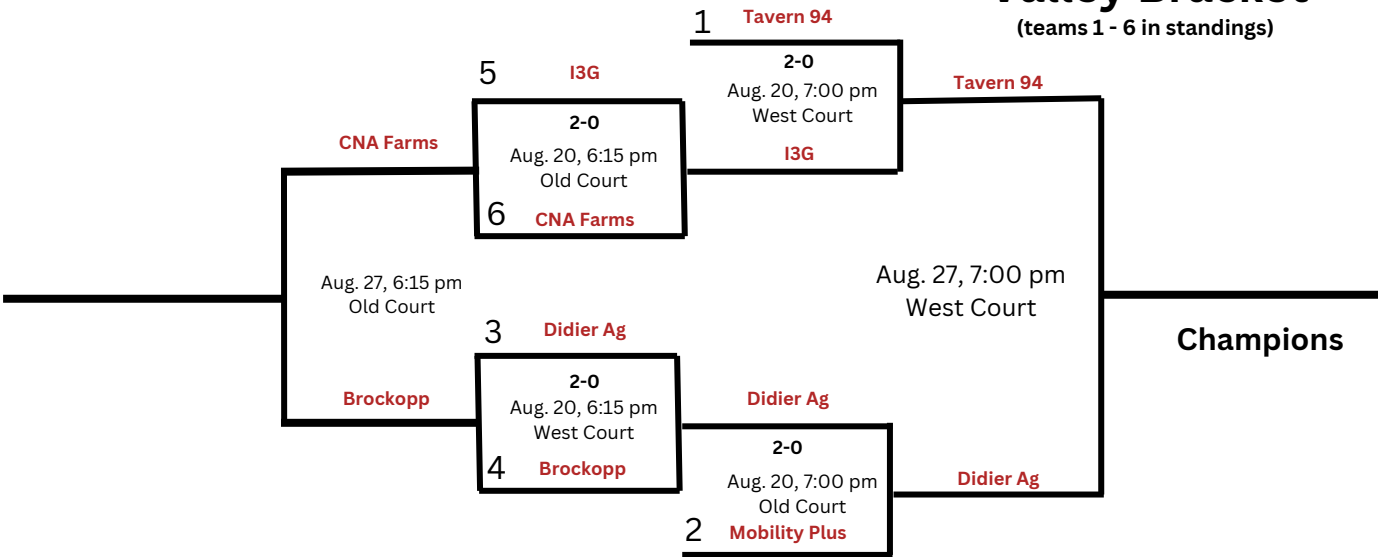 Valley Bracket
(teams 1 - 6 in standings)
1
Tavern 94
2-0
Aug. 20, 7:00 pm
West Court
I3G
Tavern 94
5
I3G
2-0
Aug. 20, 6:15 pm
Old Court
6
CNA Farms
CNA Farms
Aug. 27, 6:15 pm
Old Court
Brockopp
Aug. 27, 7:00 pm
West Court
Champions
3
Didier Ag
2-0
Aug. 20, 6:15 pm
West Court
4
Brockopp
Didier Ag
2-0
Aug. 20, 7:00 pm
Old Court
2
Mobility Plus
Didier Ag